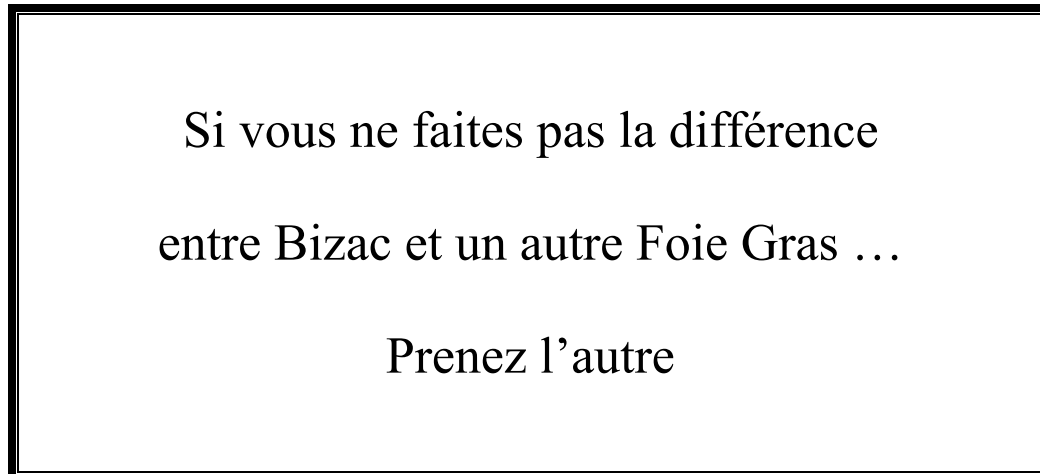 Si vous ne faites pas la différence
entre Bizac et un autre Foie Gras …
Prenez l’autre